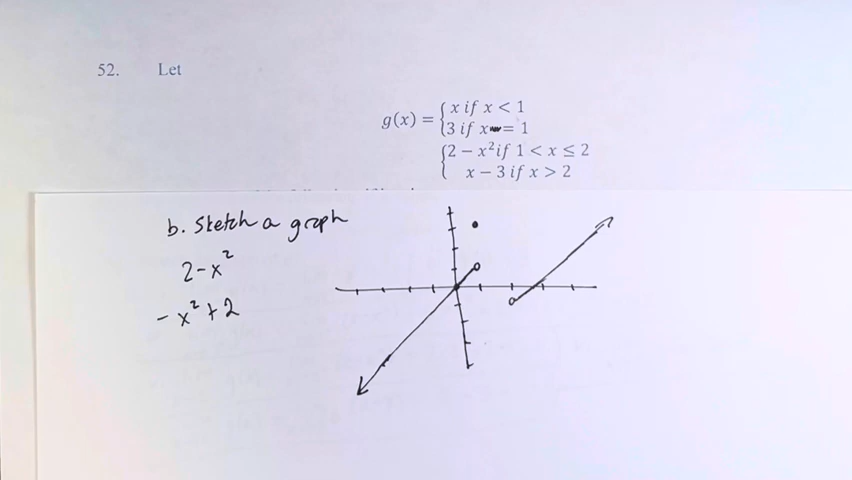 52. Let
g(x) = { x if x < 1
{ 3 if x = 1
{ 2 − x² if 1 < x ≤ 2
x − 3 if x > 2
b. Sketch a graph
2-x²
-x²+2